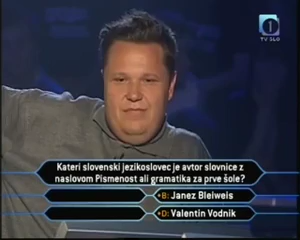 1
TV SLO
Kateri slovenski jezikoslovec je avtor slovnice z
naslovom Pismenost ali gramatika za prve šole?
B: Janez Bleiweis
D: Valentin Vodnik